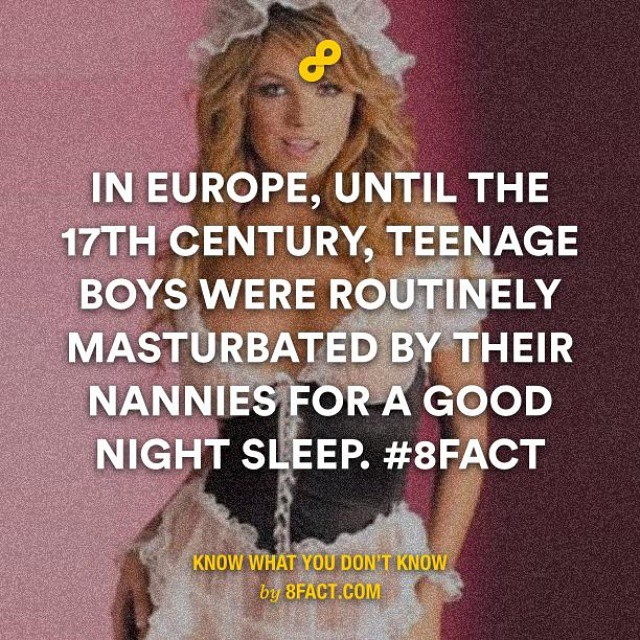 IN EUROPE, UNTIL THE
17TH CENTURY, TEENAGE
BOYS WERE ROUTINELY
MASTURBATED BY THEIR
NANNIES FOR A GOOD
NIGHT SLEEP. #8FACT
KNOW WHAT YOU DON'T KNOW
by 8FACT.COM